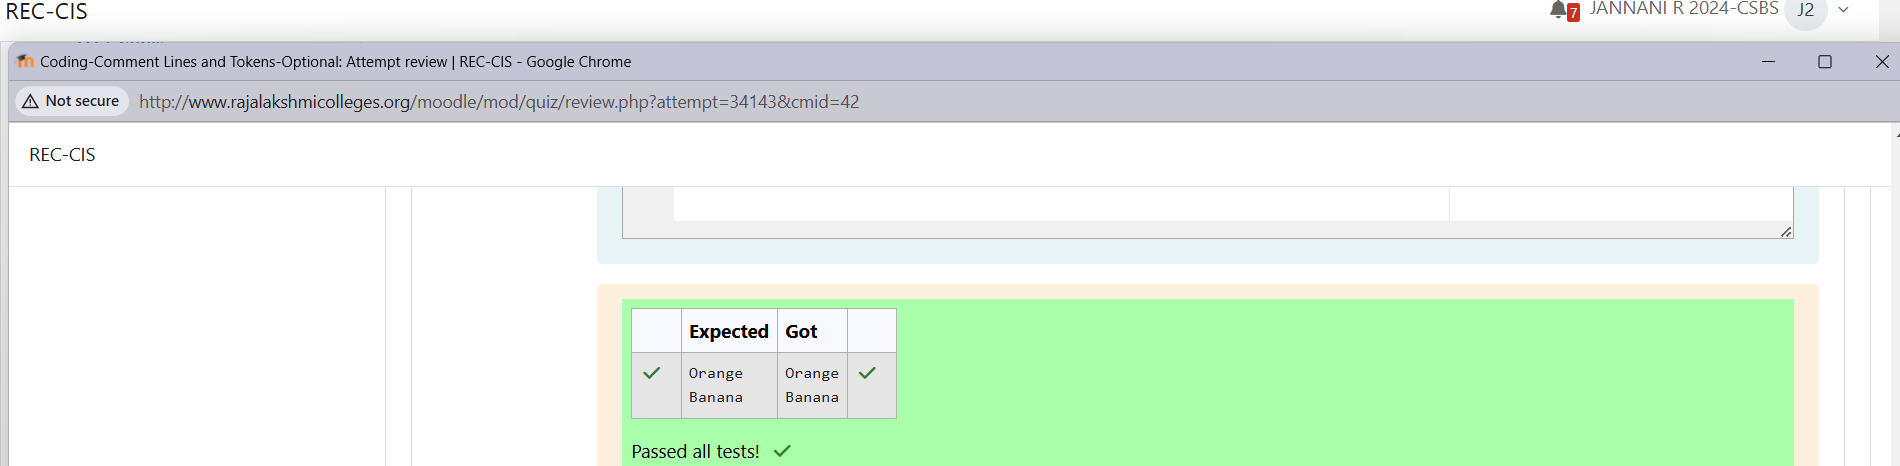 REC-CIS
7 JANNANI R 2024-CSBS J2
Coding-Comment Lines and Tokens-Optional: Attempt review | REC-CIS - Google Chrome
Not secure http://www.rajalakshmicolleges.org/moodle/mod/quiz/review.php?attempt=34143&cmid=42
REC-CIS
Expected Got
Orange Orange
Banana Banana
Passed all tests!